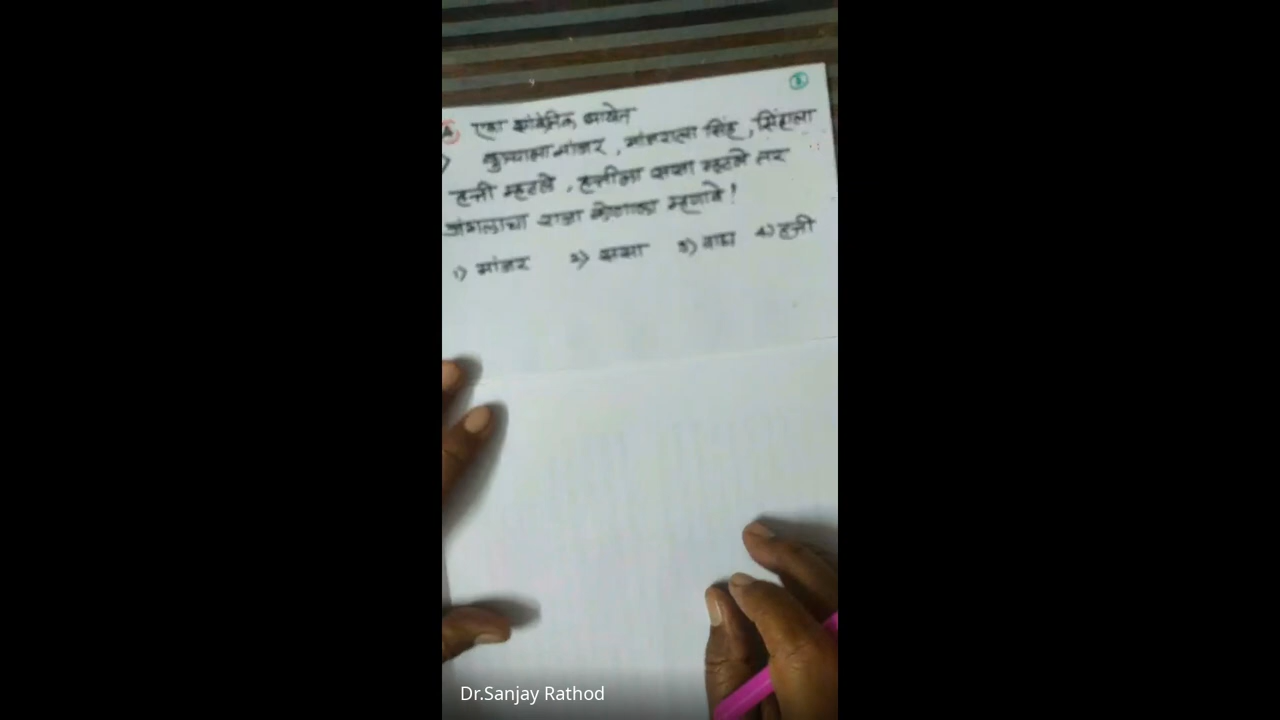 एका सांकेतिक भाषेत
कुत्र्याला मांजर, मांजराला सिंह, सिंहाला
हत्ती म्हटले, हत्तीला ससा म्हटले तर
जंगलाचा राजा कोणाला म्हणावे!
1) मांजर 2) ससा 3) वाघ 4) हत्ती
Dr.Sanjay Rathod